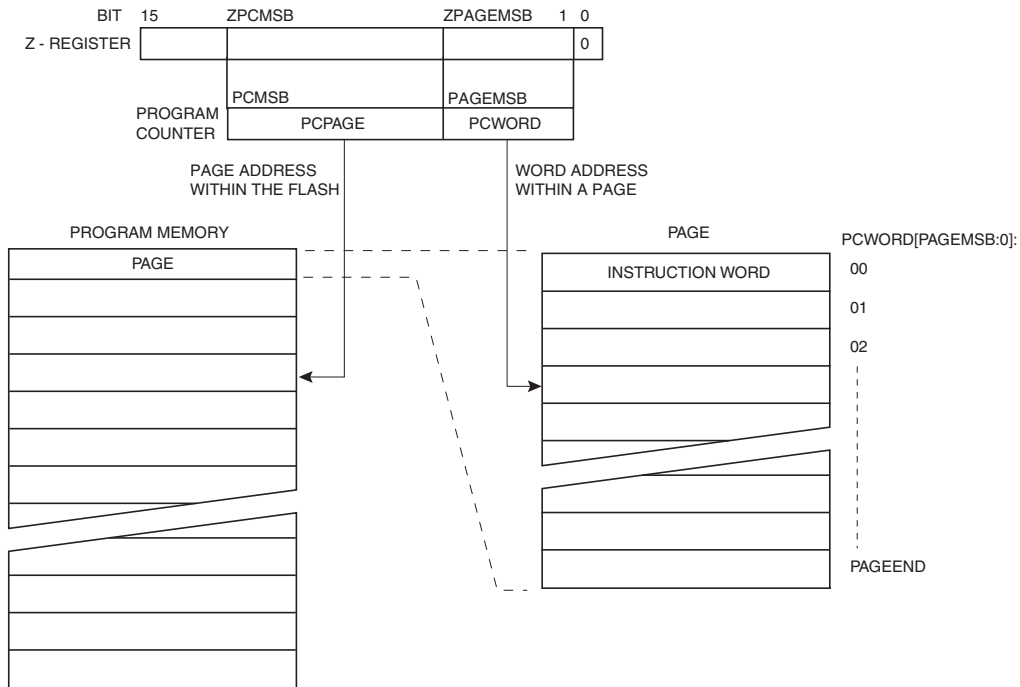 BIT 15 ZPCMSB ZPAGEMSB 1 0
Z - REGISTER 0
PCMSB PAGEMSB
PROGRAM
COUNTER
PCPAGE PCWORD
PAGE ADDRESS
WITHIN THE FLASH
WORD ADDRESS
WITHIN A PAGE
PROGRAM MEMORY
PAGE
PAGE
INSTRUCTION WORD
PCWORD[PAGEMSB:0]:
00
01
02
PAGEEND